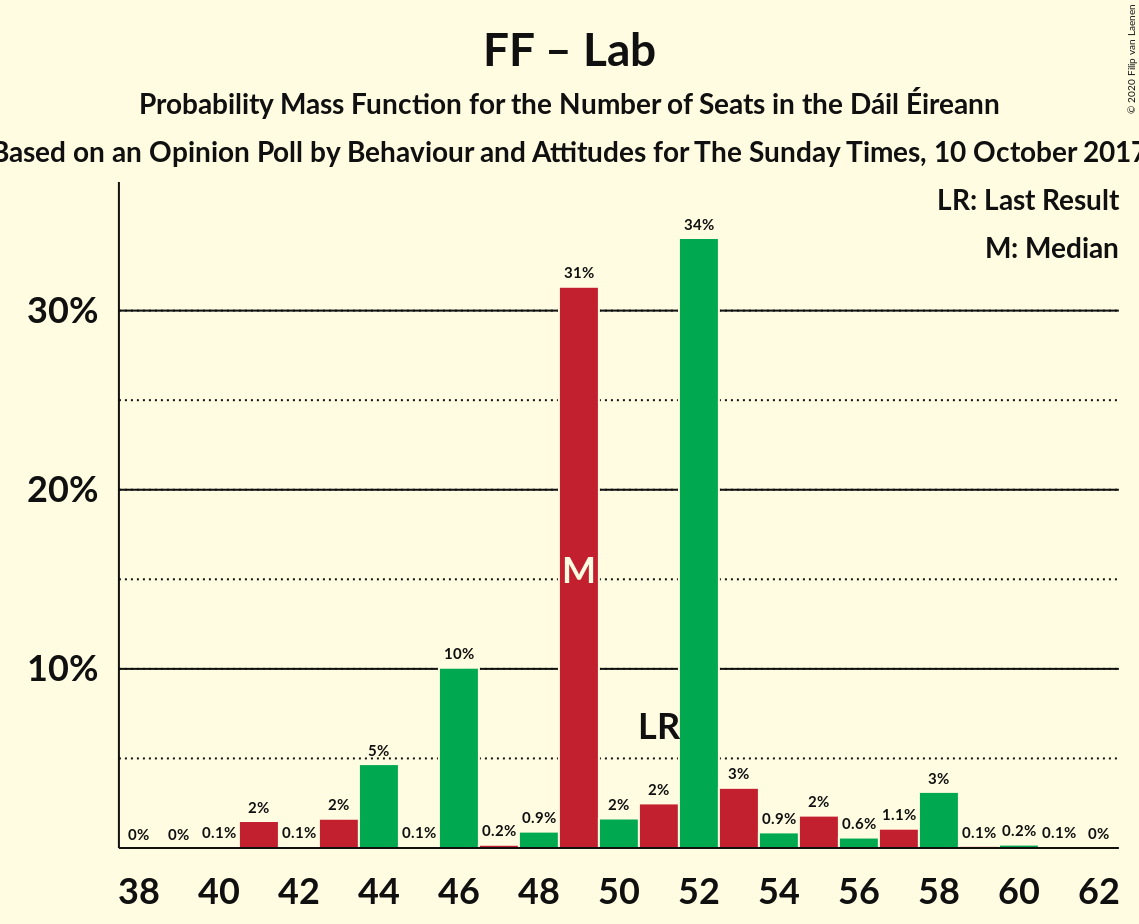 FF – Lab
Probability Mass Function for the Number of Seats in the Dáil Éireann
Based on an Opinion Poll by Behaviour and Attitudes for The Sunday Times, 10 October 2017
© 2020 Filip van Laenen
LR: Last Result
M: Median
30%
20%
10%
0% 0% 0.1% 2% 0.1% 2% 5% 0.1% 10% 0.2% 0.9% 31% 2% 2% 34% 3% 0.9% 2% 0.6% 1.1% 3% 0.1% 0.2% 0.1% 0%
M
LR
38 40 42 44 46 48 50 52 54 56 58 60 62